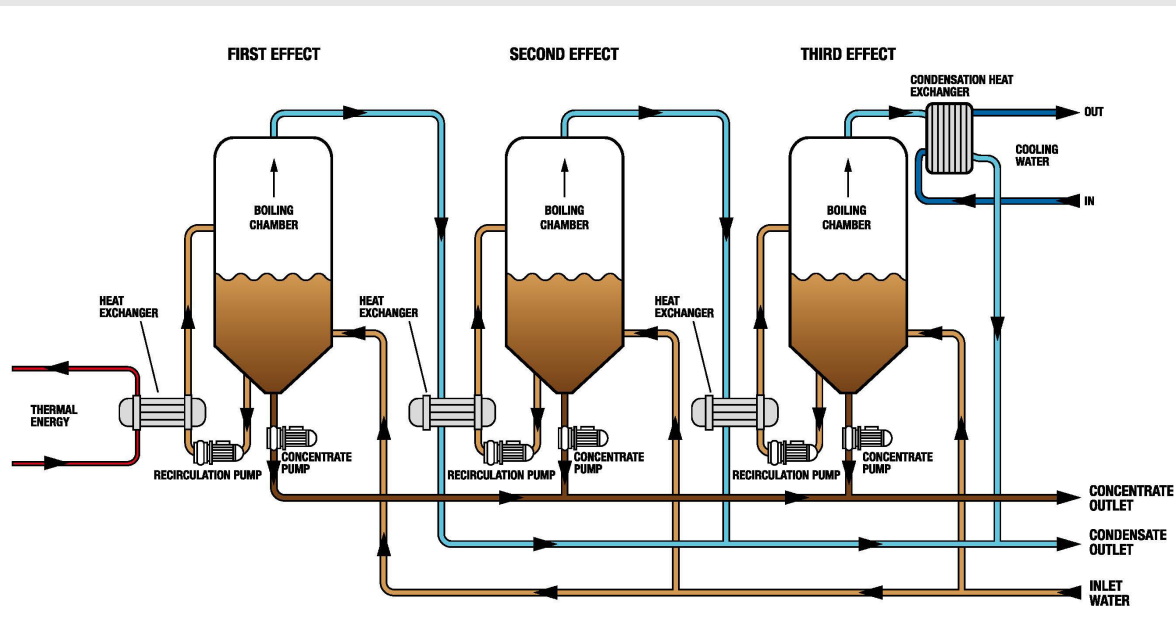 FIRST EFFECT
SECOND EFFECT
THIRD EFFECT
CONDENSATION HEAT
EXCHANGER
OUT
COOLING
WATER
IN
BOILING
CHAMBER
BOILING
CHAMBER
BOILING
CHAMBER
HEAT
EXCHANGER
HEAT
EXCHANGER
HEAT
EXCHANGER
THERMAL
ENERGY
RECIRCULATION PUMP
CONCENTRATE
PUMP
RECIRCULATION PUMP
CONCENTRATE
PUMP
RECIRCULATION PUMP
CONCENTRATE
PUMP
CONCENTRATE
OUTLET
CONDENSATE
OUTLET
INLET
WATER